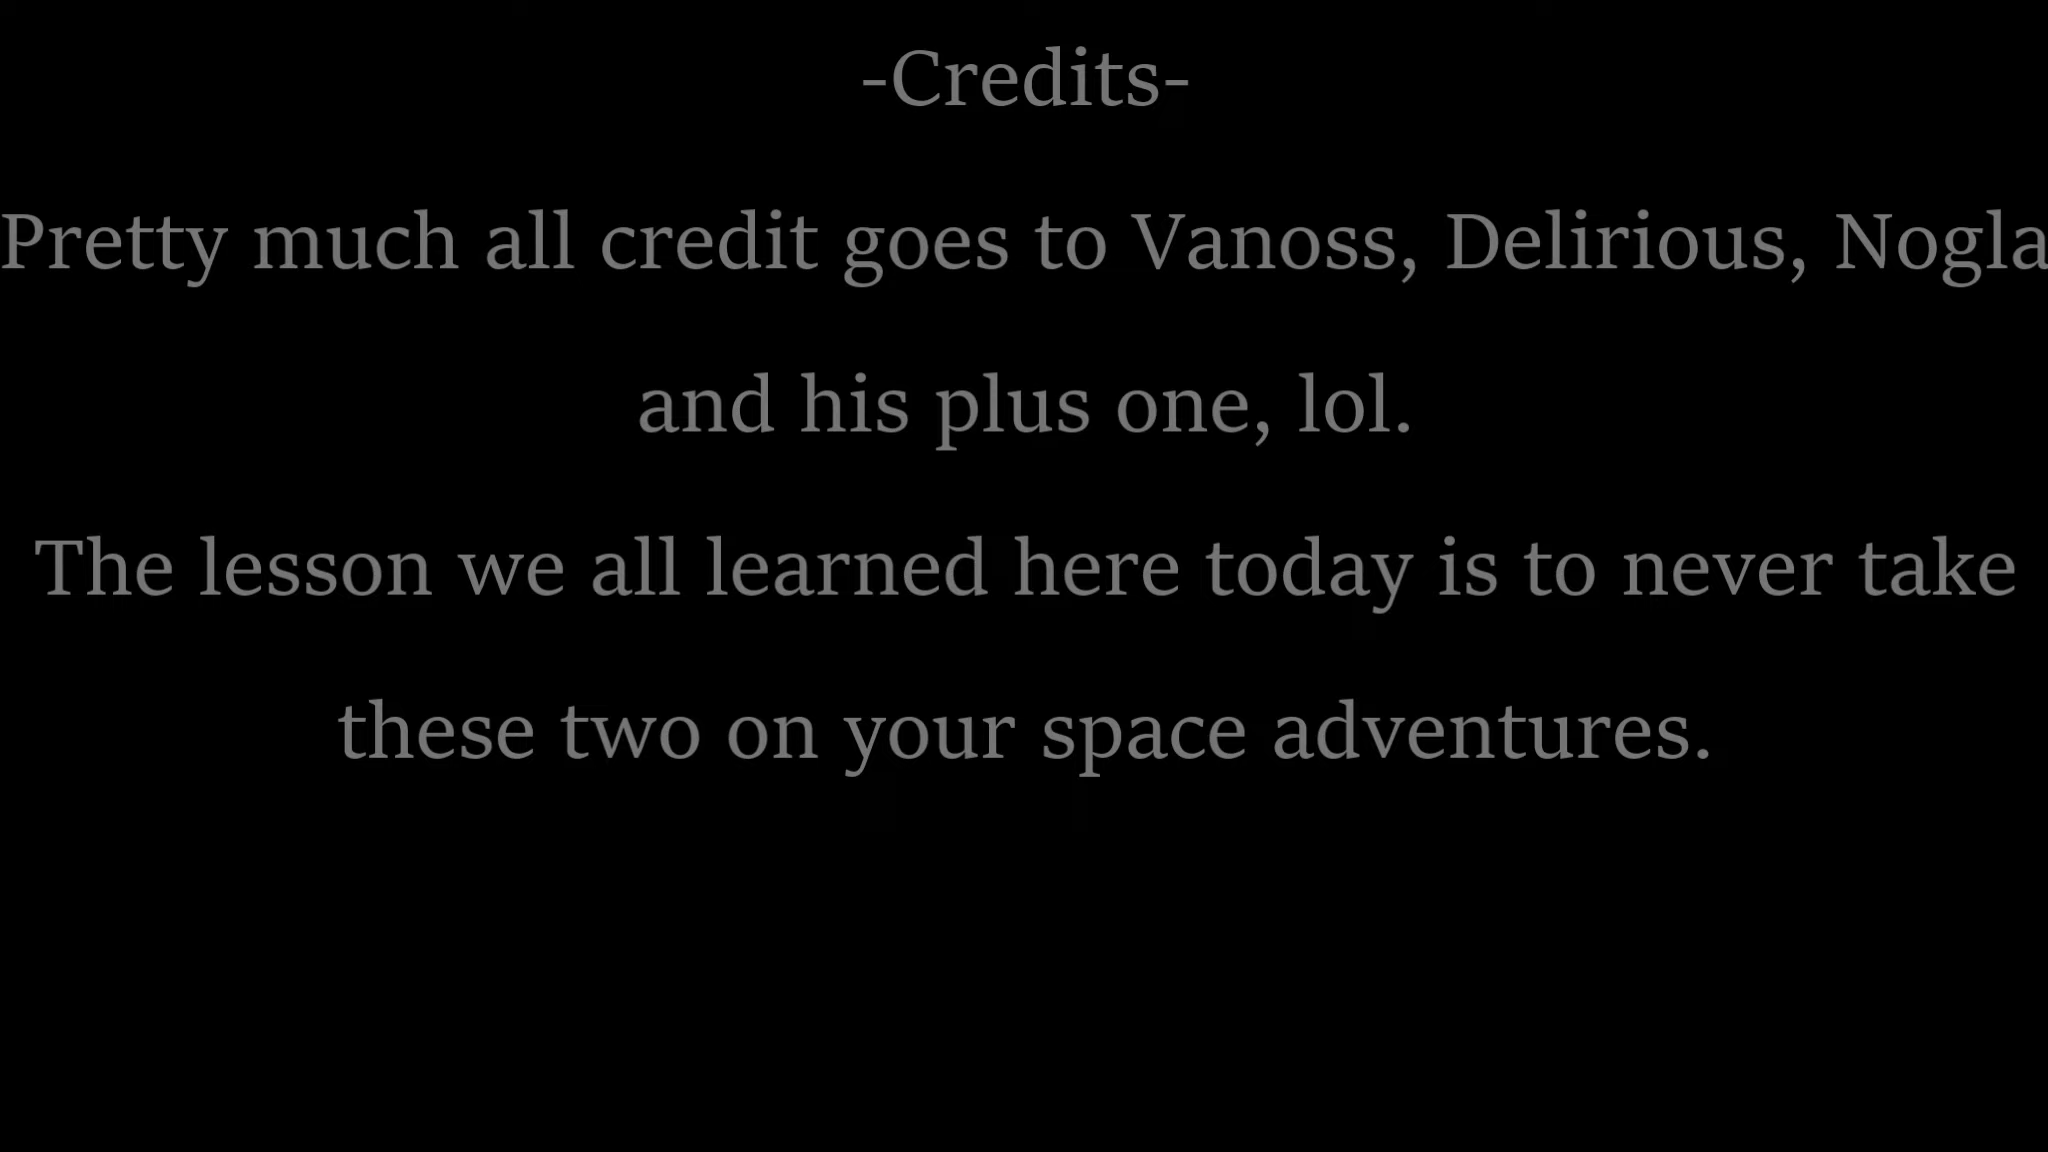 -Credits-
Pretty much all credit goes to Vanoss, Delirious, Nogla
and his plus one, lol.
The lesson we all learned here today is to never take
these two on your space adventures.